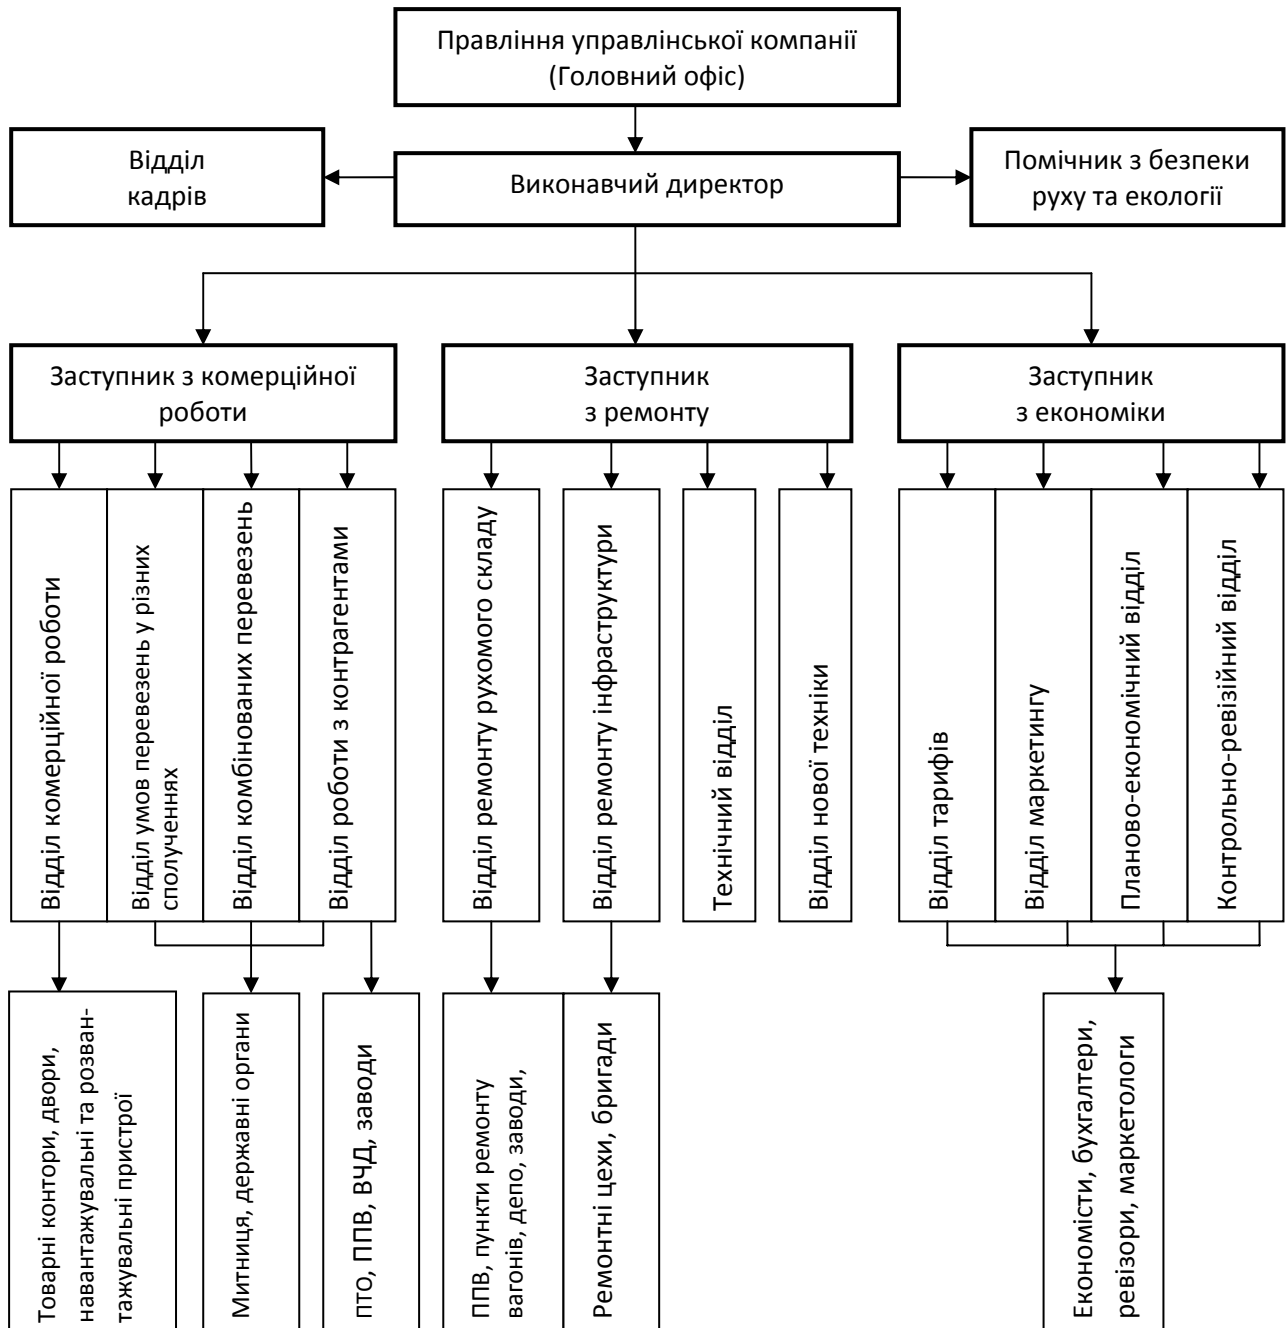 Правління управлінської компанії
(Головний офіс)
Відділ
кадрів
Виконавчий директор
Помічник з безпеки
руху та екології
Заступник з комерційної
роботи
Заступник
з ремонту
Заступник
з економіки
Відділ комерційної роботи
Відділ умов перевезень у різних
сполученнях
Відділ комбінованих перевезень
Відділ роботи з контрагентами
Відділ ремонту рухомого складу
Відділ ремонту інфраструктури
Технічний відділ
Відділ нової техніки
Відділ тарифів
Відділ маркетингу
Планово-економічний відділ
Контрольно-ревізійний відділ
Товарні контори, двори,
навантажувальні та розван-
тажувальні пристрої
Митниця, державні органи
ПТО, ППВ, ВЧД, заводи
ППВ, пункти ремонту
вагонів, депо, заводи,
Ремонтні цехи, бригади
Економісти, бухгалтери,
ревізори, маркетологи